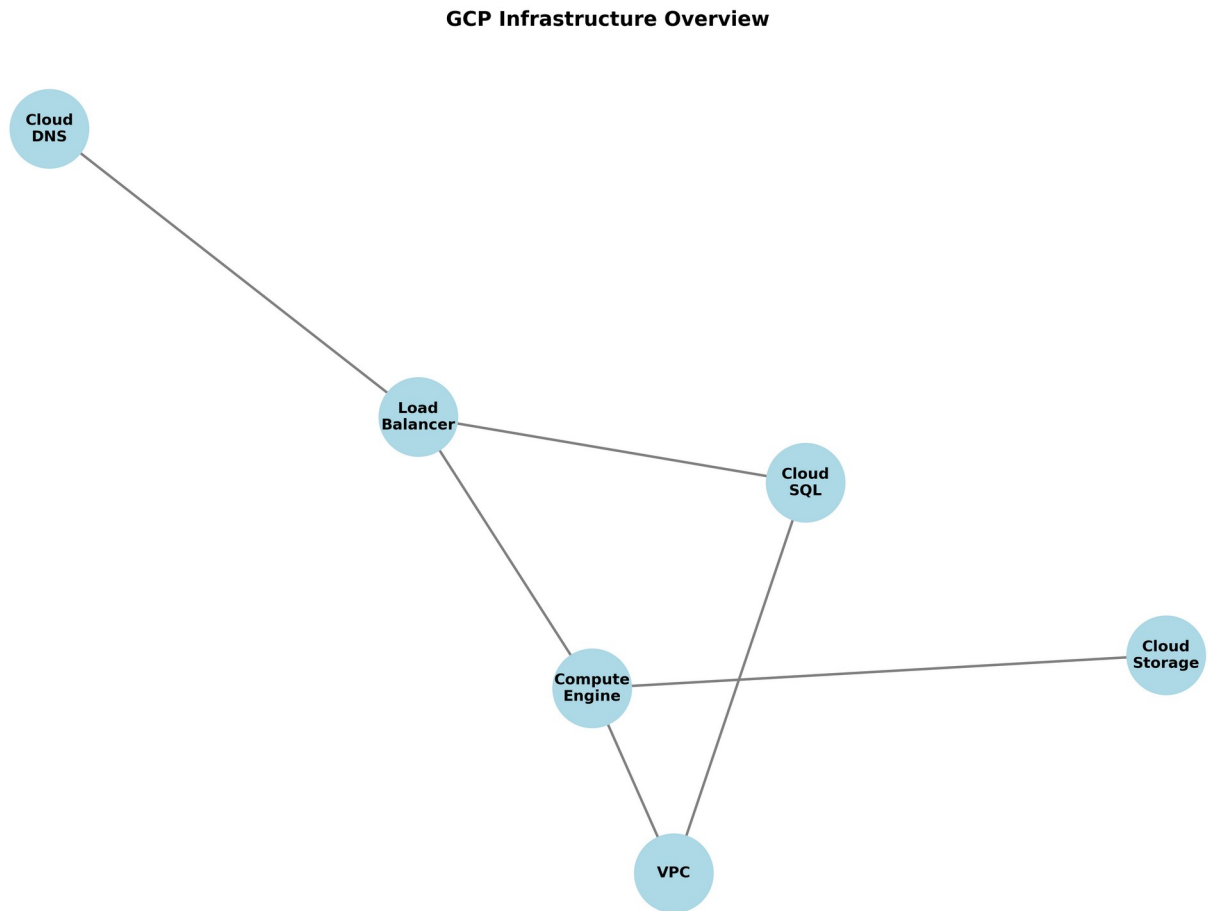 GCP Infrastructure Overview
Cloud
DNS
Load
Balancer
Cloud
SQL
Cloud
Storage
Compute
Engine
VPC